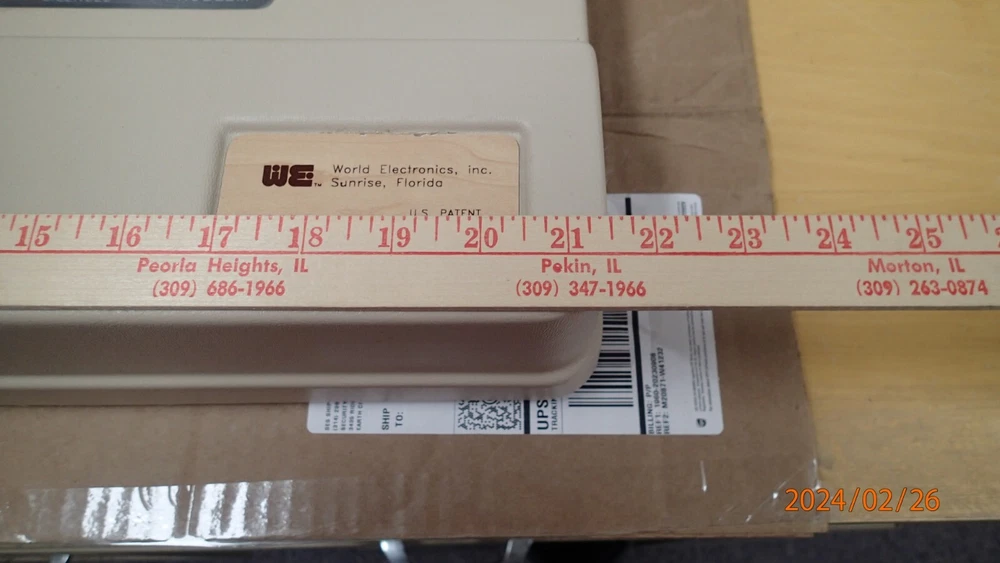 WE TM World Electronics, inc.
Sunrise, Florida
U.S. PATENT
15 16 17 18 19 20 21 22 23 24 25
Peoria Heights, IL Pekin, IL Morton, IL
(309) 686-1966 (309) 347-1966 (309) 263-0874
SHIP
TO:
UPS
BILLING: P/P
2024/02/26